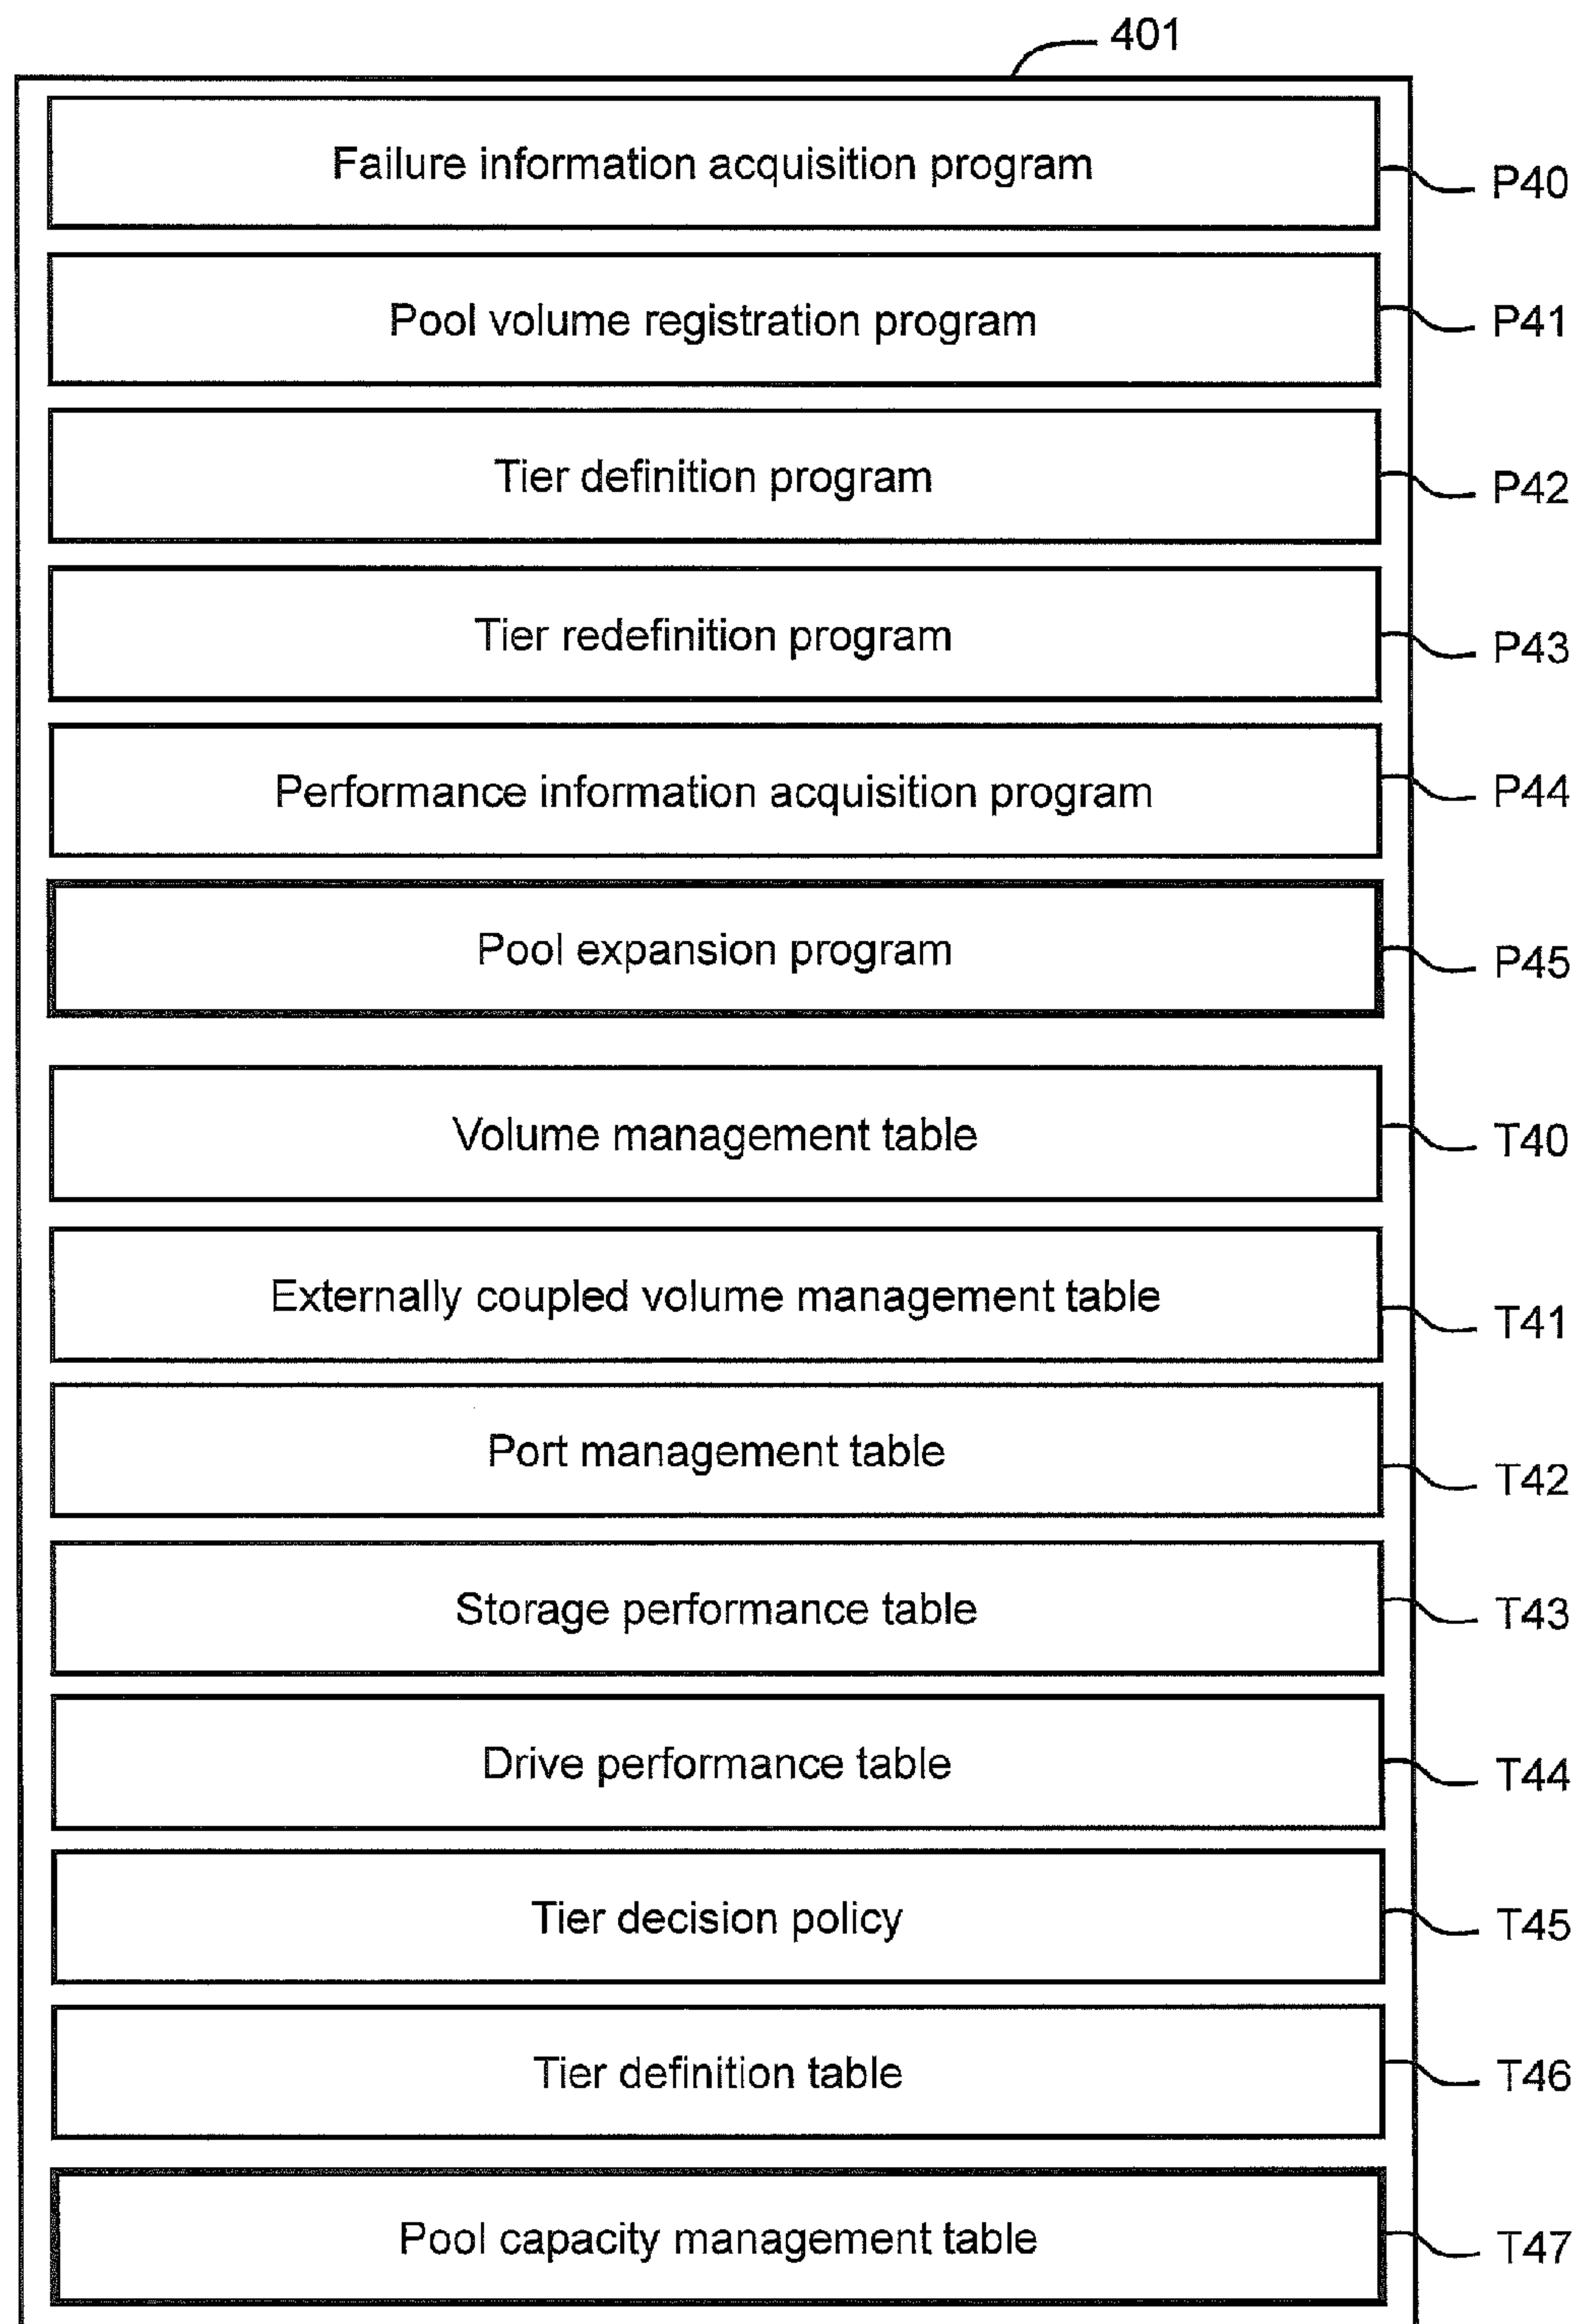 401
Failure information acquisition program P40
Pool volume registration program P41
Tier definition program P42
Tier redefinition program P43
Performance information acquisition program P44
Pool expansion program P45
Volume management table T40
Externally coupled volume management table T41
Port management table T42
Storage performance table T43
Drive performance table T44
Tier decision policy T45
Tier definition table T46
Pool capacity management table T47